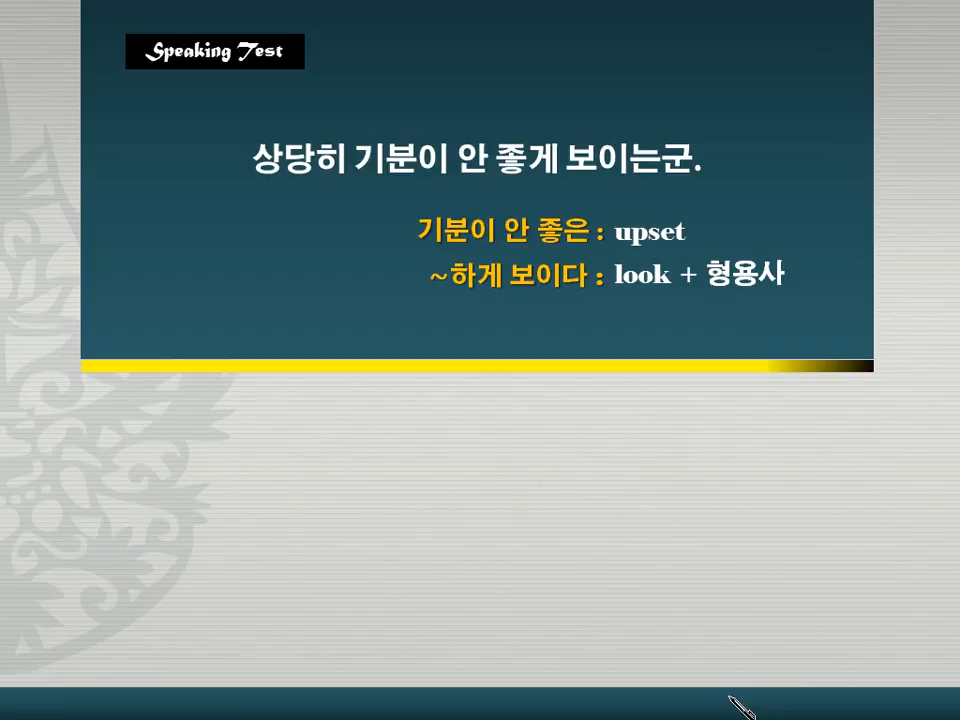 Speaking Test
상당히 기분이 안 좋게 보이는군.
기분이 안 좋은 : upset
~하게 보이다 : look + 형용사